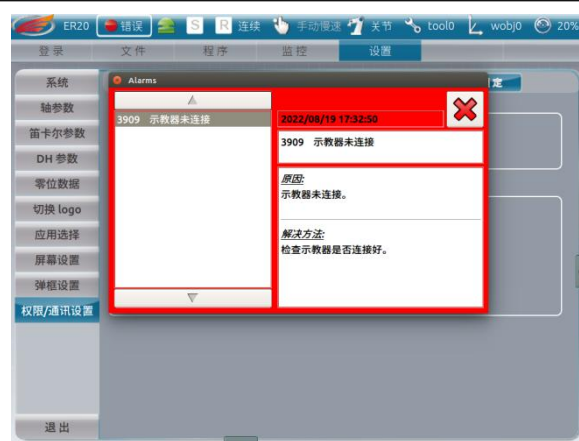 ER20 错误 S R 连续 手动慢速 关节 tool0 wobj0 20%
登录 文件 程序 监控 设置
系统
轴参数
笛卡尔参数
DH 参数
零位数据
切换 logo
应用选择
屏幕设置
弹框设置
权限/通讯设置
退出
定
Alarms
3909 示教器未连接
2022/08/19 17:32:50
3909 示教器未连接
原因:
示教器未连接。
解决方法:
检查示教器是否连接好。